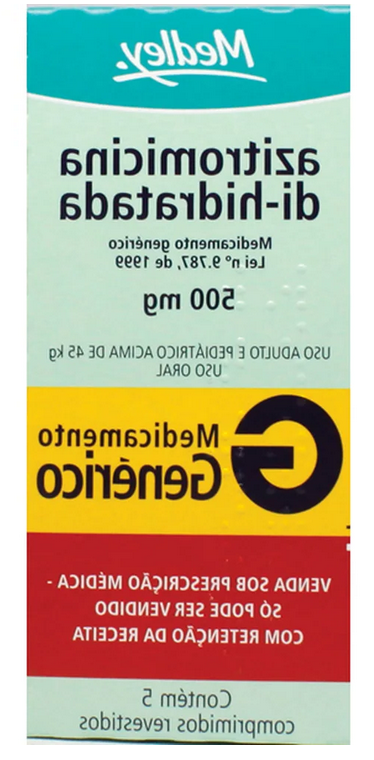 Medley.
azitromicina
di-hidratada
Medicamento genérico
Lei nº 9.787, de 1999
500 mg
USO ADULTO E PEDIÁTRICO ACIMA DE 45 kg
USO ORAL
G
Medicamento
Genérico
VENDA SOB PRESCRIÇÃO MÉDICA -
SÓ PODE SER VENDIDO
COM RETENÇÃO DA RECEITA
Contém 5
comprimidos revestidos